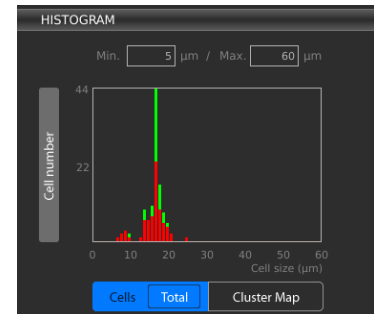 HISTOGRAM
Min. 5 µm / Max. 60 µm
44
22
Cell number
0 10 20 30 40 50 60
Cell size (µm)
Cells Total Cluster Map